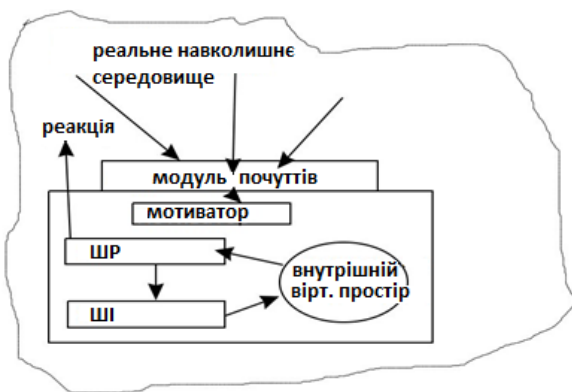 реальне навколишнє
середовище
реакція
модуль почуттів
мотиватор
ШР
внутрішній
вірт. простір
ШІ